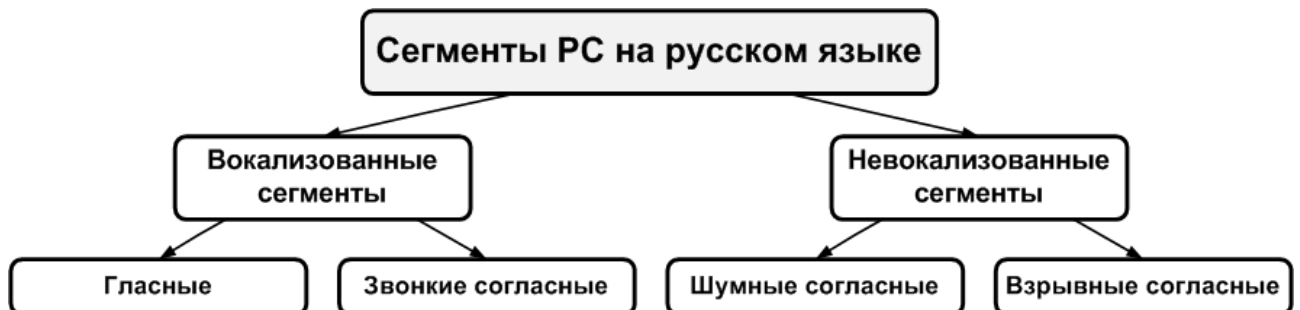 Сегменты РС на русском языке
Вокализованные
сегменты
Невокализованные
сегменты
Гласные
Звонкие согласные
Шумные согласные
Взрывные согласные